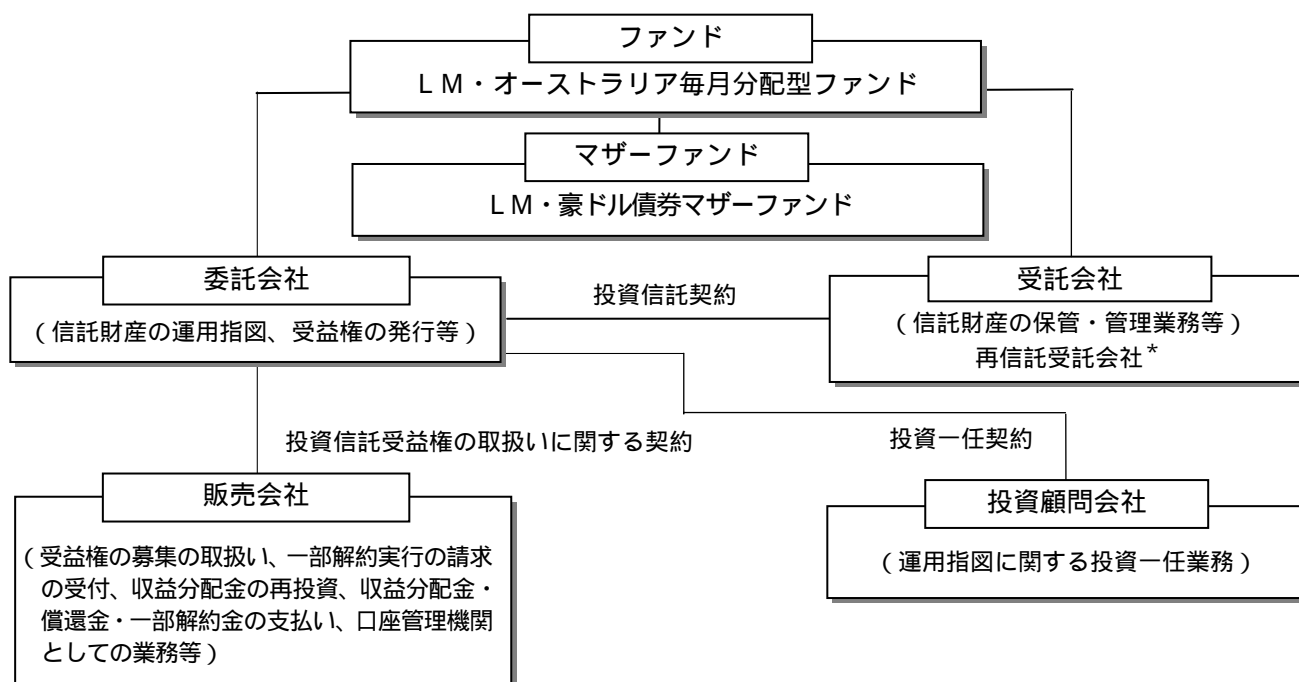 ファンド
LM・オーストラリア毎月分配型ファンド
マザーファンド
LM・豪ドル債券マザーファンド
委託会社
(信託財産の運用指図、受益権の発行等)
投資信託契約
受託会社
(信託財産の保管・管理業務等)
再信託受託会社*
投資信託受益権の取扱いに関する契約
投資一任契約
販売会社
(受益権の募集の取扱い、一部解約実行の請求
の受付、収益分配金の再投資、収益分配金・
償還金・一部解約金の支払い、口座管理機関
としての業務等)
投資顧問会社
(運用指図に関する投資一任業務)